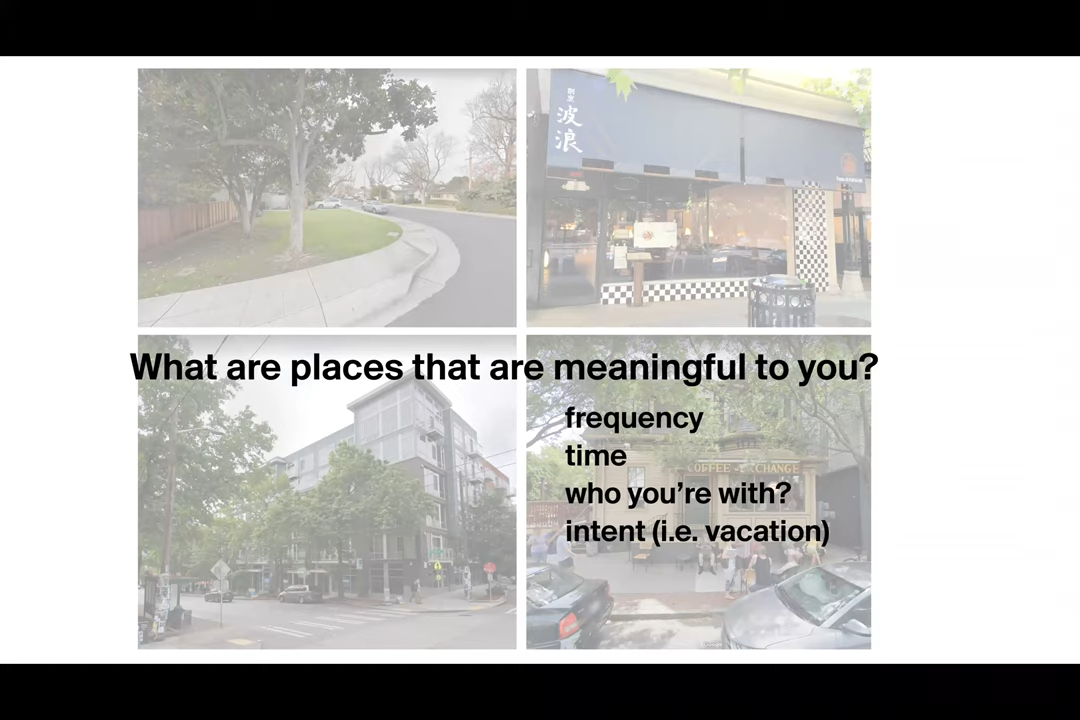 波浪
What are places that are meaningful to you?
frequency
time
who you're with?
intent (i.e. vacation)
COFFEE EXCHANGE